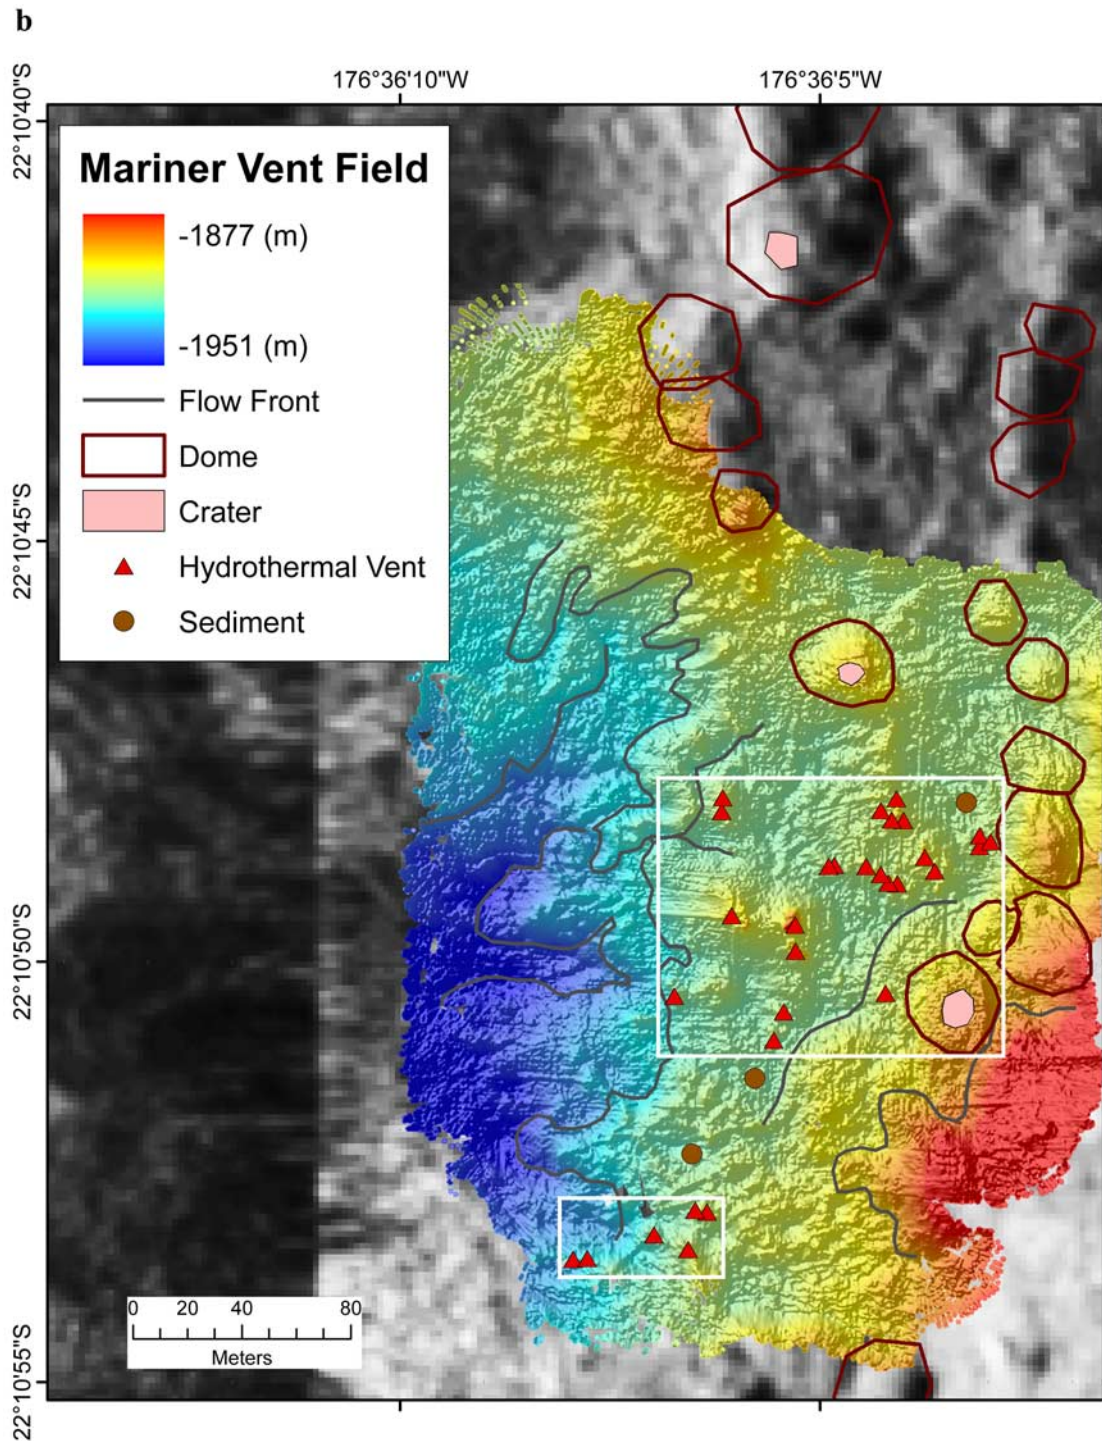 b
176°36'10"W 176°36'5"W
22°10'40"S
Mariner Vent Field
-1877 (m)
-1951 (m)
Flow Front
Dome
Crater
Hydrothermal Vent
Sediment
22°10'45"S
22°10'50"S
22°10'55"S
0 20 40 80
Meters